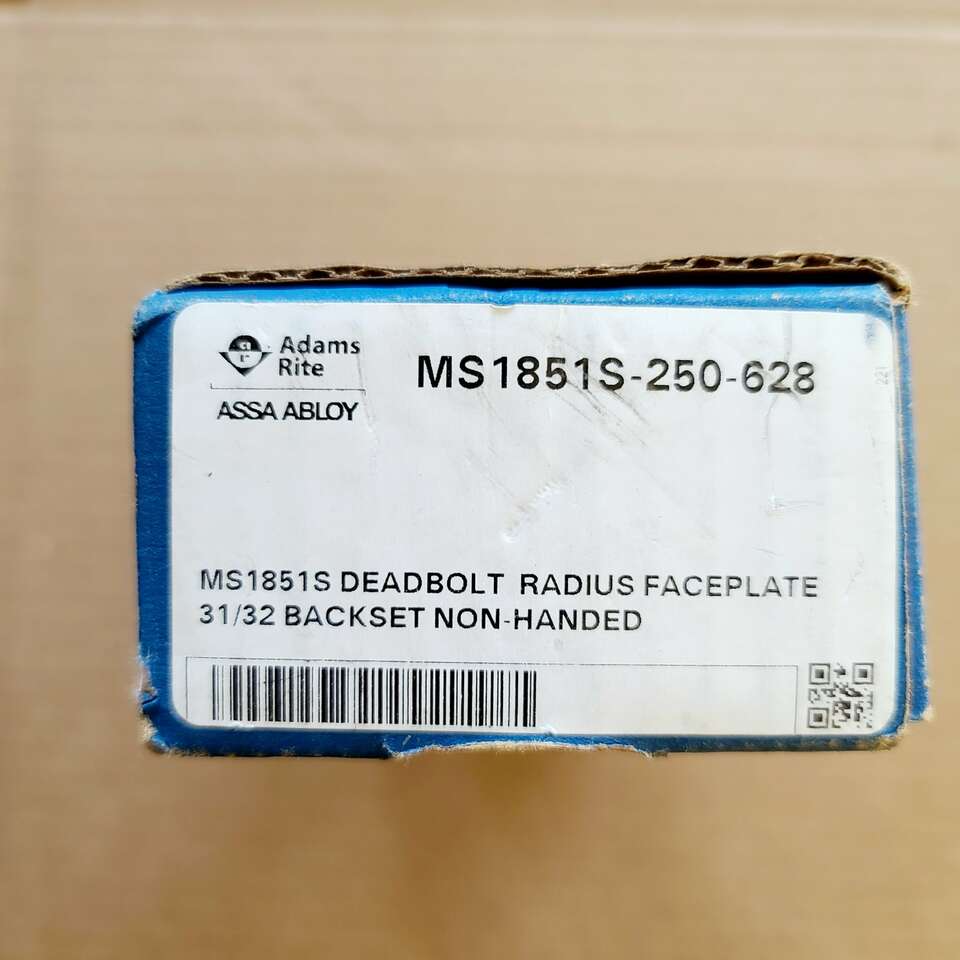 Adams
Rite
ASSA ABLOY
MS1851S-250-628
MS1851S DEADBOLT RADIUS FACEPLATE
31/32 BACKSET NON-HANDED